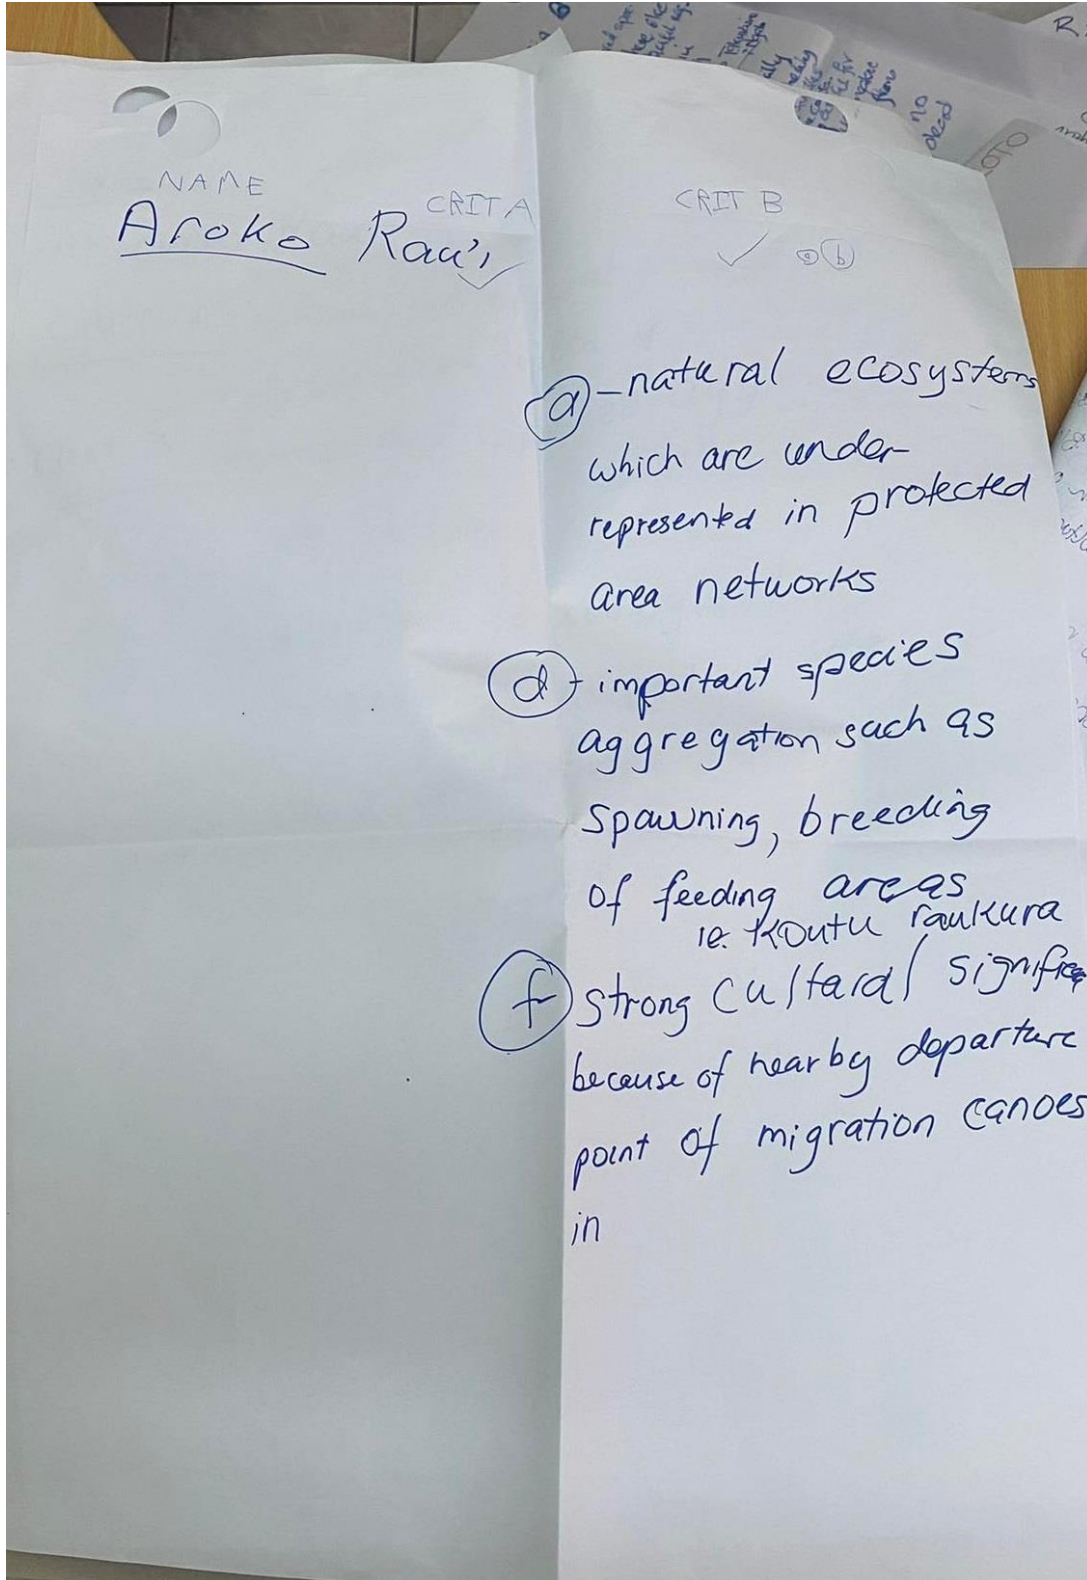 NAME
CRIT A
CRIT B
Aroko Rau'i
✓
✓ a b
a - natural ecosystems
which are under-
represented in protected
area networks
d - important species
aggregation such as
spawning, breeding
of feeding areas
ie. Koutu raukura
f strong cultural
because of nearby departure
point of migration canoes
in
no